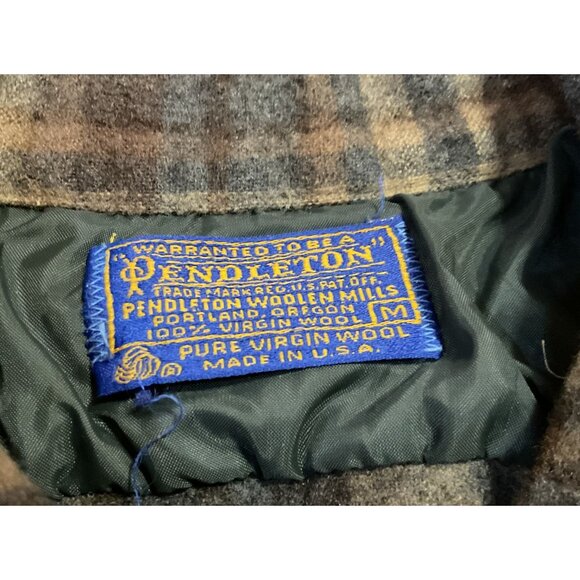 "WARRANTED TO BE A
PENDLETON"
TRADE MARK REG. U.S. PAT. OFF.
PENDLETON WOOLEN MILLS
PORTLAND, OREGON
100% VIRGIN WOOL M
PURE VIRGIN WOOL
® MADE IN U.S.A.